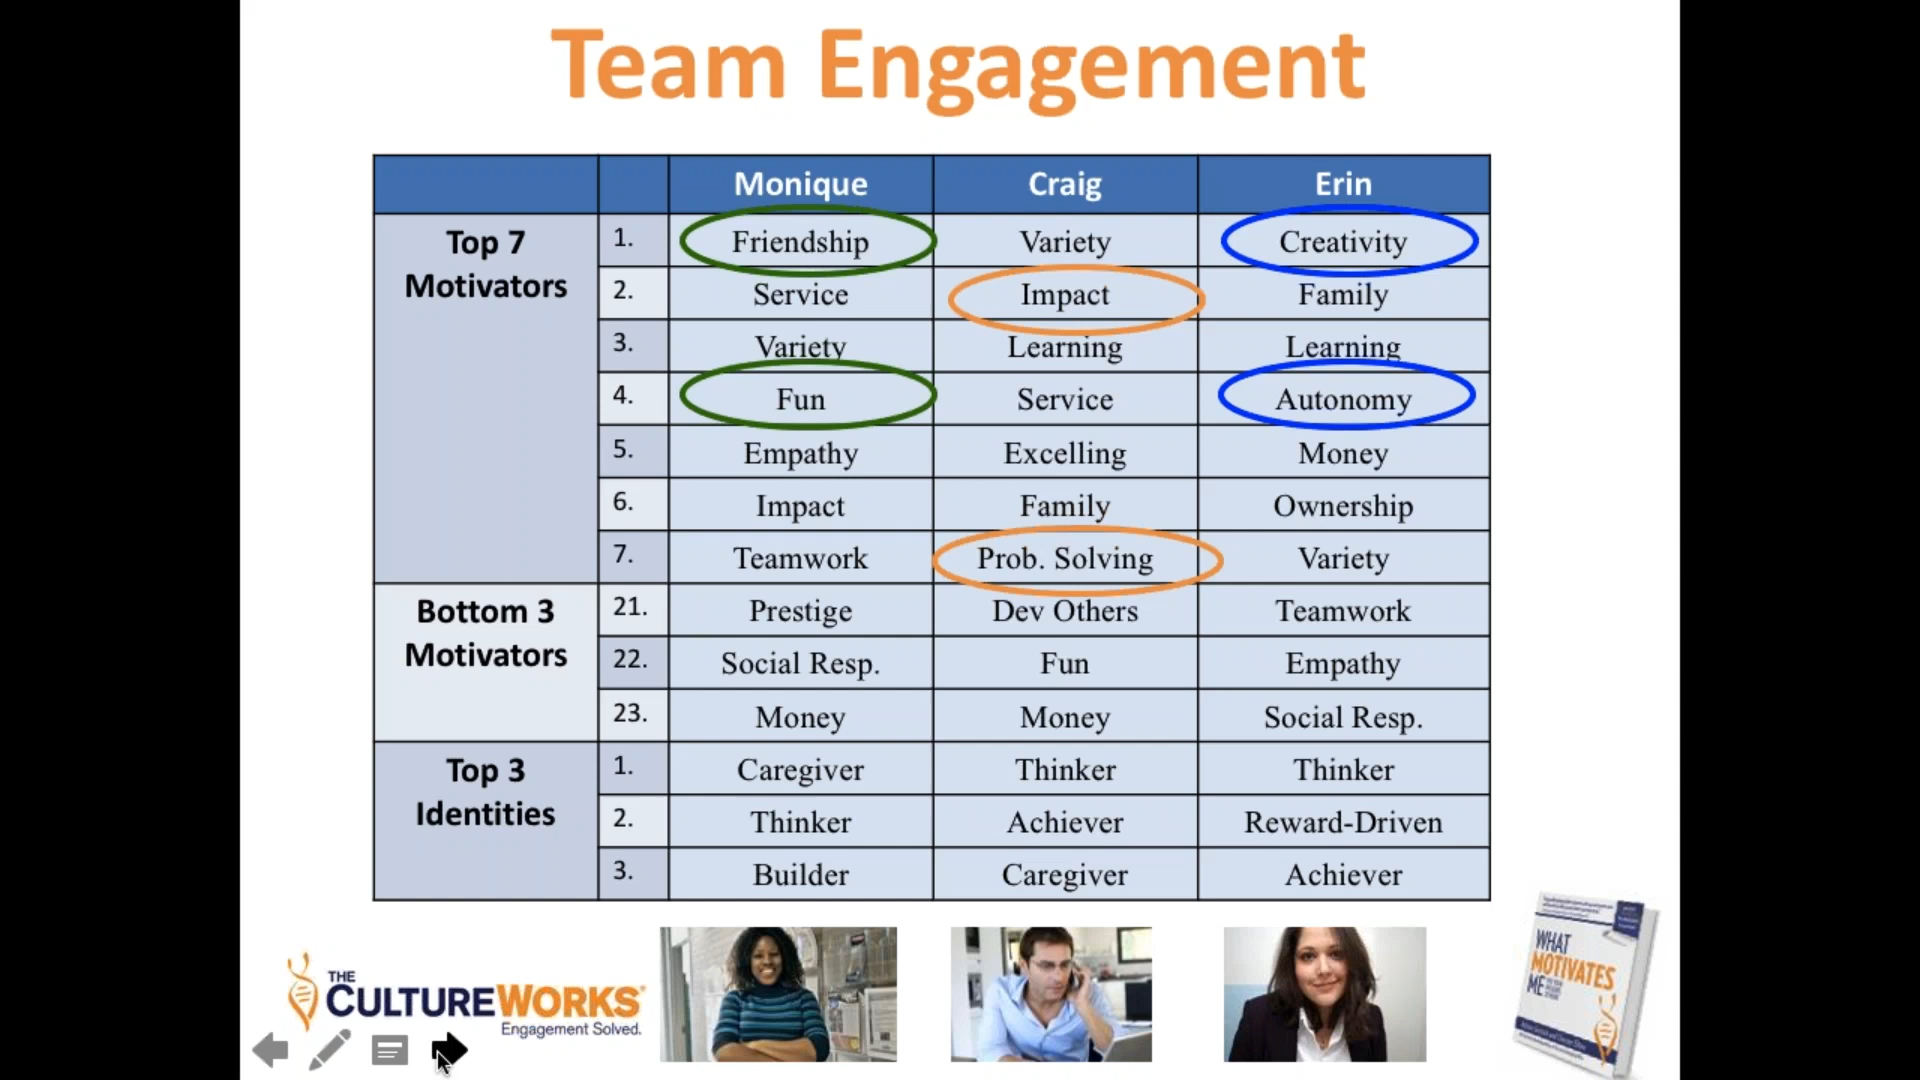 Team Engagement
Monique Craig Erin
Top 7 Motivators
1. Friendship Variety Creativity
2. Service Impact Family
3. Variety Learning Learning
4. Fun Service Autonomy
5. Empathy Excelling Money
6. Impact Family Ownership
7. Teamwork Prob. Solving Variety
Bottom 3 Motivators
21. Prestige Dev Others Teamwork
22. Social Resp. Fun Empathy
23. Money Money Social Resp.
Top 3 Identities
1. Caregiver Thinker Thinker
2. Thinker Achiever Reward-Driven
3. Builder Caregiver Achiever
THE
CULTUREWORKS®
Engagement Solved.
WHAT
MOTIVATES
ME